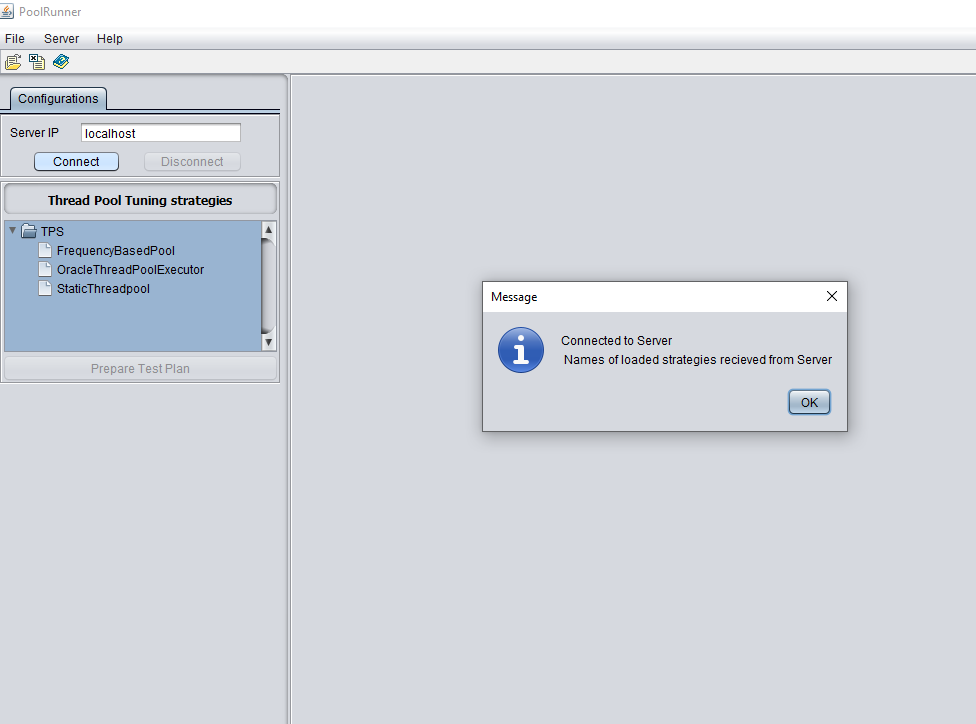 PoolRunner
File Server Help
Configurations
Server IP localhost
Connect Disconnect
Thread Pool Tuning strategies
TPS
FrequencyBasedPool
OracleThreadPoolExecutor
StaticThreadpool
Prepare Test Plan
Message
Connected to Server
Names of loaded strategies recieved from Server
OK